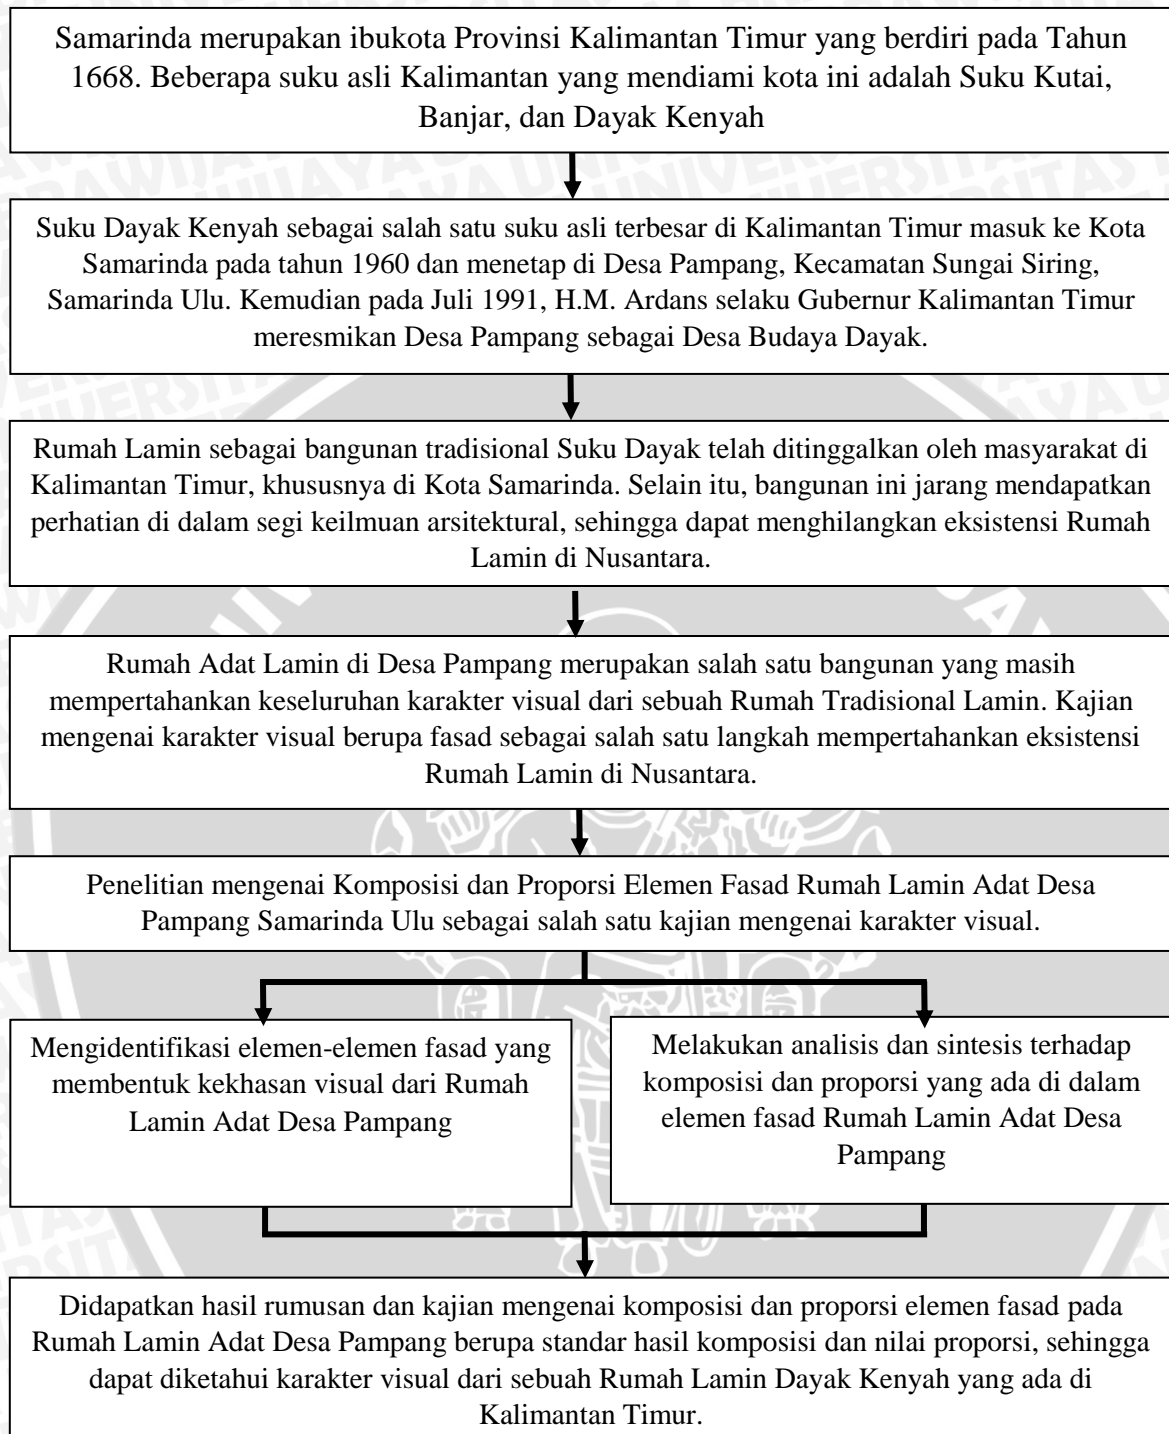 Samarinda merupakan ibukota Provinsi Kalimantan Timur yang berdiri pada Tahun
1668. Beberapa suku asli Kalimantan yang mendiami kota ini adalah Suku Kutai,
Banjar, dan Dayak Kenyah
Suku Dayak Kenyah sebagai salah satu suku asli terbesar di Kalimantan Timur masuk ke Kota
Samarinda pada tahun 1960 dan menetap di Desa Pampang, Kecamatan Sungai Siring,
Samarinda Ulu. Kemudian pada Juli 1991, H.M. Ardans selaku Gubernur Kalimantan Timur
meresmikan Desa Pampang sebagai Desa Budaya Dayak.
Rumah Lamin sebagai bangunan tradisional Suku Dayak telah ditinggalkan oleh masyarakat di
Kalimantan Timur, khususnya di Kota Samarinda. Selain itu, bangunan ini jarang mendapatkan
perhatian di dalam segi keilmuan arsitektural, sehingga dapat menghilangkan eksistensi Rumah
Lamin di Nusantara.
Rumah Adat Lamin di Desa Pampang merupakan salah satu bangunan yang masih
mempertahankan keseluruhan karakter visual dari sebuah Rumah Tradisional Lamin. Kajian
mengenai karakter visual berupa fasad sebagai salah satu langkah mempertahankan eksistensi
Rumah Lamin di Nusantara.
Penelitian mengenai Komposisi dan Proporsi Elemen Fasad Rumah Lamin Adat Desa
Pampang Samarinda Ulu sebagai salah satu kajian mengenai karakter visual.
Mengidentifikasi elemen-elemen fasad yang
membentuk kekhasan visual dari Rumah
Lamin Adat Desa Pampang
Melakukan analisis dan sintesis terhadap
komposisi dan proporsi yang ada di dalam
elemen fasad Rumah Lamin Adat Desa
Pampang
Didapatkan hasil rumusan dan kajian mengenai komposisi dan proporsi elemen fasad pada
Rumah Lamin Adat Desa Pampang berupa standar hasil komposisi dan nilai proporsi, sehingga
dapat diketahui karakter visual dari sebuah Rumah Lamin Dayak Kenyah yang ada di
Kalimantan Timur.